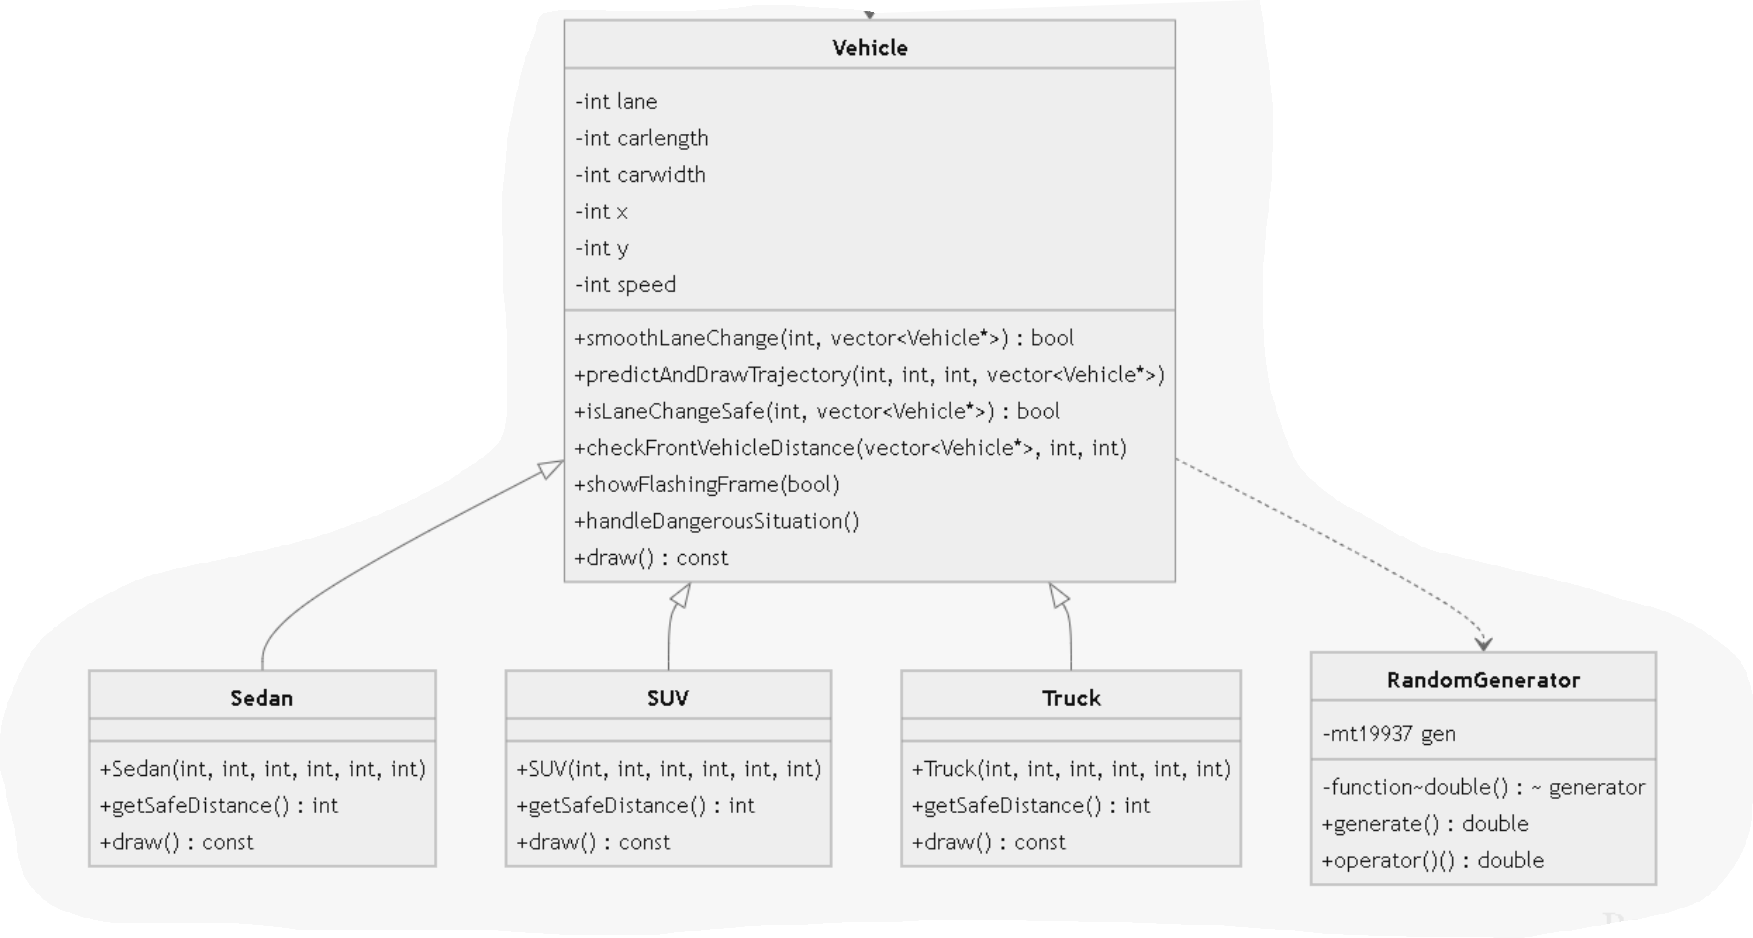 Vehicle
-int lane
-int carlength
-int carwidth
-int x
-int y
-int speed
+smoothLaneChange(int, vector<Vehicle*>) : bool
+predictAndDrawTrajectory(int, int, int, vector<Vehicle*>)
+isLaneChangeSafe(int, vector<Vehicle*>) : bool
+checkFrontVehicleDistance(vector<Vehicle*>, int, int)
+showFlashingFrame(bool)
+handleDangerousSituation()
+draw() : const
Sedan
+Sedan(int, int, int, int, int, int)
+getSafeDistance() : int
+draw() : const
SUV
+SUV(int, int, int, int, int, int)
+getSafeDistance() : int
+draw() : const
Truck
+Truck(int, int, int, int, int, int)
+getSafeDistance() : int
+draw() : const
RandomGenerator
-mt19937 gen
-function~double() : ~ generator
+generate() : double
+operator()() : double